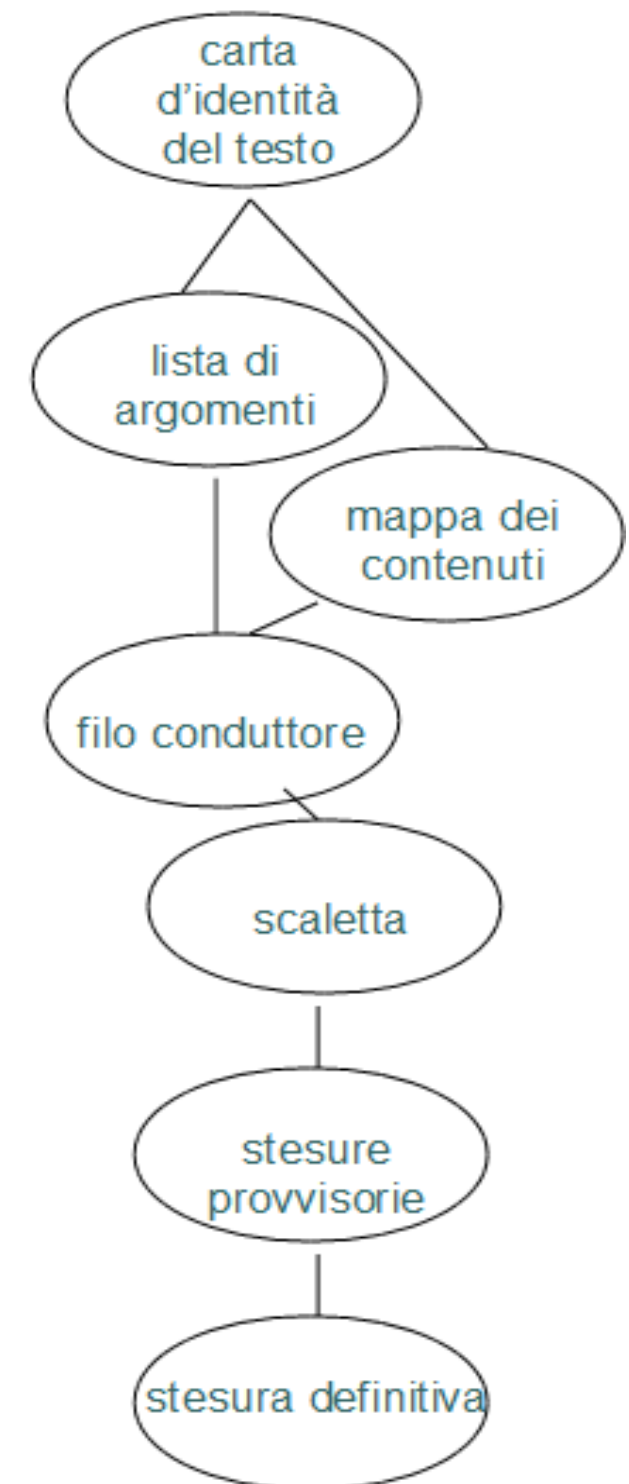 carta
d’identità
del testo
lista di
argomenti
mappa dei
contenuti
filo conduttore
scaletta
stesure
provvisorie
stesura definitiva